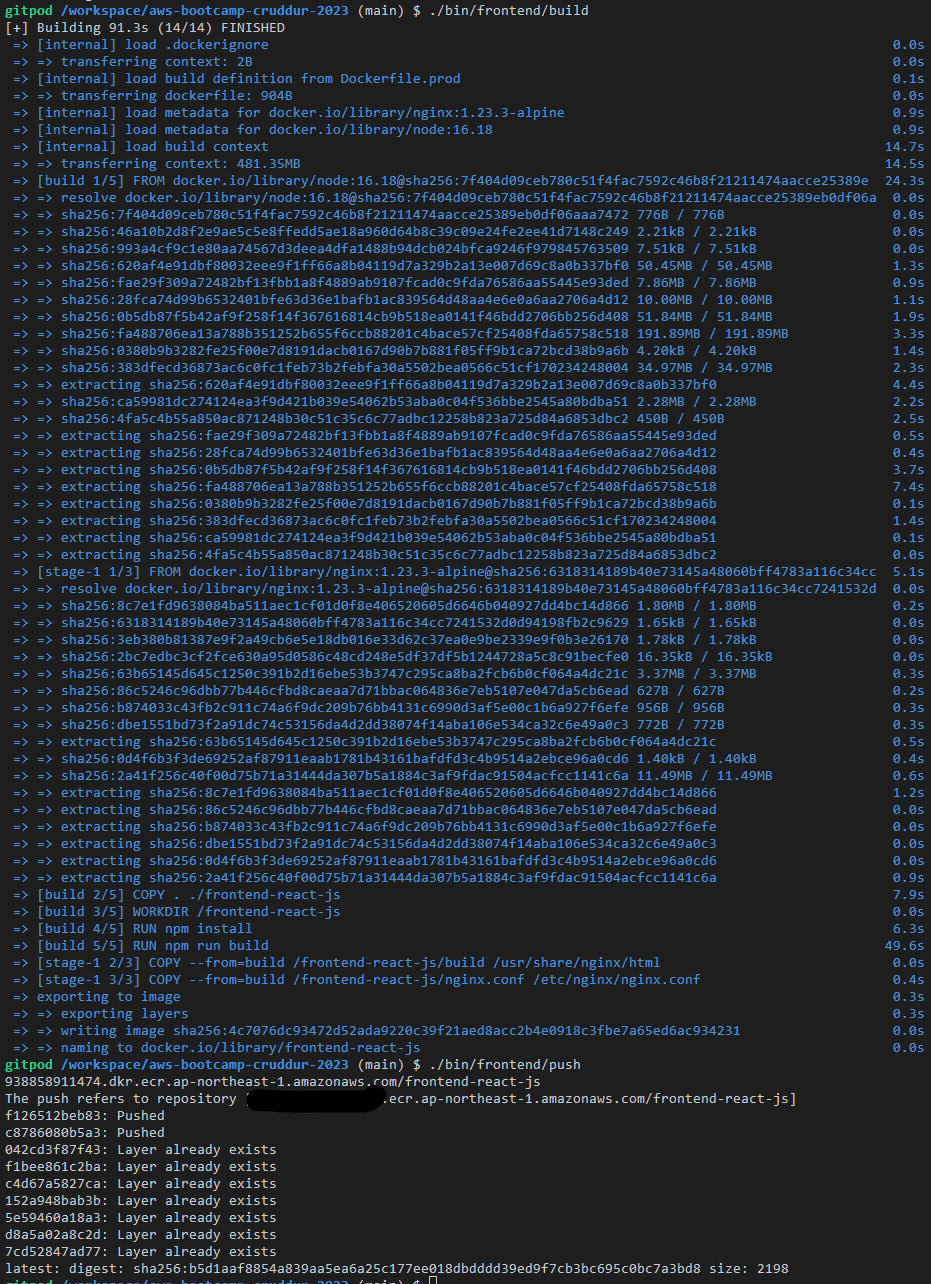 gitpod /workspace/aws-bootcamp-cruddur-2023 (main) $ ./bin/frontend/build
[+] Building 91.3s (14/14) FINISHED
=> [internal] load .dockerignore 0.0s
=> => transferring context: 2B 0.0s
=> [internal] load build definition from Dockerfile.prod 0.1s
=> => transferring dockerfile: 904B 0.0s
=> [internal] load metadata for docker.io/library/nginx:1.23.3-alpine 0.9s
=> [internal] load metadata for docker.io/library/node:16.18 0.9s
=> [internal] load build context 14.7s
=> => transferring context: 481.35MB 14.5s
=> [build 1/5] FROM docker.io/library/node:16.18@sha256:7f404d09ceb780c51f4fac7592c46b8f21211474aacce25389e 24.3s
=> => resolve docker.io/library/node:16.18@sha256:7f404d09ceb780c51f4fac7592c46b8f21211474aacce25389eb0df06a 0.0s
=> => sha256:7f404d09ceb780c51f4fac7592c46b8f21211474aacce25389eb0df06aaa7472 776B / 776B 0.0s
=> => sha256:46a10b2d8f2e9ae5c5e8ffedd5ae18a960d64b8c39c09e24fe2ee41d7148c249 2.21kB / 2.21kB 0.0s
=> => sha256:993a4cf9c1e80aa74567d3deea4dfa1488b94dcb024bfca9246f979845763509 7.51kB / 7.51kB 0.0s
=> => sha256:620af4e91dbf80032eee9f1ff66a8b04119d7a329b2a13e007d69c8a0b337bf0 50.45MB / 50.45MB 1.3s
=> => sha256:fae29f309a72482bf13fbb1a8f4889ab9107fcad0c9fda76586aa55445e93ded 7.86MB / 7.86MB 0.9s
=> => sha256:28fca74d99b6532401bfe63d36e1bafb1ac839564d48aa4e6e0a6aa2706a4d12 10.00MB / 10.00MB 1.1s
=> => sha256:0b5db87f5b42af9f258f14f367616814cb9b518ea0141f46bdd2706bb256d408 51.84MB / 51.84MB 1.9s
=> => sha256:fa488706ea13a788b351252b655f6ccb88201c4bace57cf25408fda65758c518 191.89MB / 191.89MB 3.3s
=> => sha256:0380b9b3282fe25f00e7d8191dacb0167d90b7b881f05ff9b1ca72bcd38b9a6b 4.20kB / 4.20kB 1.4s
=> => sha256:383dfecd36873ac6c0fc1feb73b2febfa30a5502bea0566c51cf170234248004 34.97MB / 34.97MB 2.3s
=> => extracting sha256:620af4e91dbf80032eee9f1ff66a8b04119d7a329b2a13e007d69c8a0b337bf0 4.4s
=> => sha256:ca59981dc274124ea3f9d421b039e54062b53aba0c04f536bbe2545a80bdba51 2.28MB / 2.28MB 2.2s
=> => sha256:4fa5c4b55a850ac871248b30c51c35c6c77adbc12258b823a725d84a6853dbc2 450B / 450B 2.5s
=> => extracting sha256:fae29f309a72482bf13fbb1a8f4889ab9107fcad0c9fda76586aa55445e93ded 0.5s
=> => extracting sha256:28fca74d99b6532401bfe63d36e1bafb1ac839564d48aa4e6e0a6aa2706a4d12 0.4s
=> => extracting sha256:0b5db87f5b42af9f258f14f367616814cb9b518ea0141f46bdd2706bb256d408 3.7s
=> => extracting sha256:fa488706ea13a788b351252b655f6ccb88201c4bace57cf25408fda65758c518 7.4s
=> => extracting sha256:0380b9b3282fe25f00e7d8191dacb0167d90b7b881f05ff9b1ca72bcd38b9a6b 0.1s
=> => extracting sha256:383dfecd36873ac6c0fc1feb73b2febfa30a5502bea0566c51cf170234248004 1.4s
=> => extracting sha256:ca59981dc274124ea3f9d421b039e54062b53aba0c04f536bbe2545a80bdba51 0.1s
=> => extracting sha256:4fa5c4b55a850ac871248b30c51c35c6c77adbc12258b823a725d84a6853dbc2 0.0s
=> [stage-1 1/3] FROM docker.io/library/nginx:1.23.3-alpine@sha256:6318314189b40e73145a48060bff4783a116c34cc 5.1s
=> => resolve docker.io/library/nginx:1.23.3-alpine@sha256:6318314189b40e73145a48060bff4783a116c34cc7241532d 0.0s
=> => sha256:8c7e1fd9638084ba511aec1cf01d0f8e406520605d6646b040927dd4bc14d866 1.80MB / 1.80MB 0.2s
=> => sha256:6318314189b40e73145a48060bff4783a116c34cc7241532d0d94198fb2c9629 1.65kB / 1.65kB 0.0s
=> => sha256:3eb380b81387e9f2a49cb6e5e18db016e33d62c37ea0e9be2339e9f0b3e26170 1.78kB / 1.78kB 0.0s
=> => sha256:2bc7edbc3cf2fce630a95d0586c48cd248e5df37df5b1244728a5c8c91becfe0 16.35kB / 16.35kB 0.0s
=> => sha256:63b65145d645c1250c391b2d16ebe53b3747c295ca8ba2fcb6b0cf064a4dc21c 3.37MB / 3.37MB 0.3s
=> => sha256:86c5246c96dbb77b446cfbd8caeaa7d71bbac064836e7eb5107e047da5cb6ead 627B / 627B 0.2s
=> => sha256:b874033c43fb2c911c74a6f9dc209b76bb4131c6990d3af5e00c1b6a927f6efe 956B / 956B 0.3s
=> => sha256:dbe1551bd73f2a91dc74c53156da4d2dd38074f14aba106e534ca32c6e49a0c3 772B / 772B 0.3s
=> => extracting sha256:63b65145d645c1250c391b2d16ebe53b3747c295ca8ba2fcb6b0cf064a4dc21c 0.5s
=> => sha256:0d4f6b3f3de69252af87911eaab1781b43161bafdfd3c4b9514a2ebce96a0cd6 1.40kB / 1.40kB 0.4s
=> => sha256:2a41f256c40f00d75b71a31444da307b5a1884c3af9fdac91504acfcc1141c6a 11.49MB / 11.49MB 0.6s
=> => extracting sha256:8c7e1fd9638084ba511aec1cf01d0f8e406520605d6646b040927dd4bc14d866 1.2s
=> => extracting sha256:86c5246c96dbb77b446cfbd8caeaa7d71bbac064836e7eb5107e047da5cb6ead 0.0s
=> => extracting sha256:b874033c43fb2c911c74a6f9dc209b76bb4131c6990d3af5e00c1b6a927f6efe 0.0s
=> => extracting sha256:dbe1551bd73f2a91dc74c53156da4d2dd38074f14aba106e534ca32c6e49a0c3 0.0s
=> => extracting sha256:0d4f6b3f3de69252af87911eaab1781b43161bafdfd3c4b9514a2ebce96a0cd6 0.0s
=> => extracting sha256:2a41f256c40f00d75b71a31444da307b5a1884c3af9fdac91504acfcc1141c6a 0.9s
=> [build 2/5] COPY . ./frontend-react-js 7.9s
=> [build 3/5] WORKDIR /frontend-react-js 0.0s
=> [build 4/5] RUN npm install 6.3s
=> [build 5/5] RUN npm run build 49.6s
=> [stage-1 2/3] COPY --from=build /frontend-react-js/build /usr/share/nginx/html 0.0s
=> [stage-1 3/3] COPY --from=build /frontend-react-js/nginx.conf /etc/nginx/nginx.conf 0.4s
=> exporting to image 0.3s
=> => exporting layers 0.3s
=> => writing image sha256:4c7076dc93472d52ada9220c39f21aed8acc2b4e0918c3fbe7a65ed6ac934231 0.0s
=> => naming to docker.io/library/frontend-react-js 0.0s
gitpod /workspace/aws-bootcamp-cruddur-2023 (main) $ ./bin/frontend/push
938858911474.dkr.ecr.ap-northeast-1.amazonaws.com/frontend-react-js
The push refers to repository [ .ecr.ap-northeast-1.amazonaws.com/frontend-react-js]
f126512beb83: Pushed
c8786080b5a3: Pushed
042cd3f87f43: Layer already exists
f1bee861c2ba: Layer already exists
c4d67a5827ca: Layer already exists
152a948bab3b: Layer already exists
5e59460a18a3: Layer already exists
d8a5a02a8c2d: Layer already exists
7cd52847ad77: Layer already exists
latest: digest: sha256:b5d1aaf8854a839aa5ea6a25c177ee018dbdddd39ed9f7cb3bc695c0bc7a3bd8 size: 2198
gitpod /workspace/aws-bootcamp-cruddur-2023 (main) $